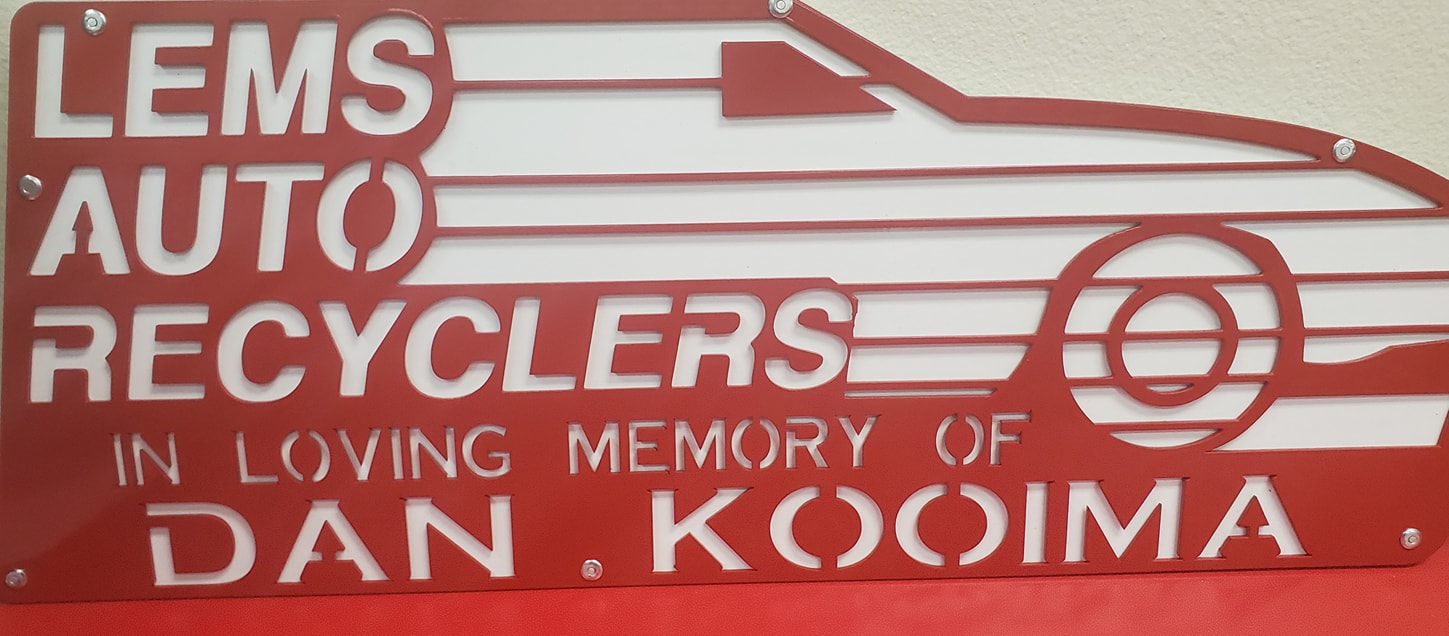 LEMS
AUTO
RECYCLERS
IN LOVING MEMORY OF
DAN KOOIMA